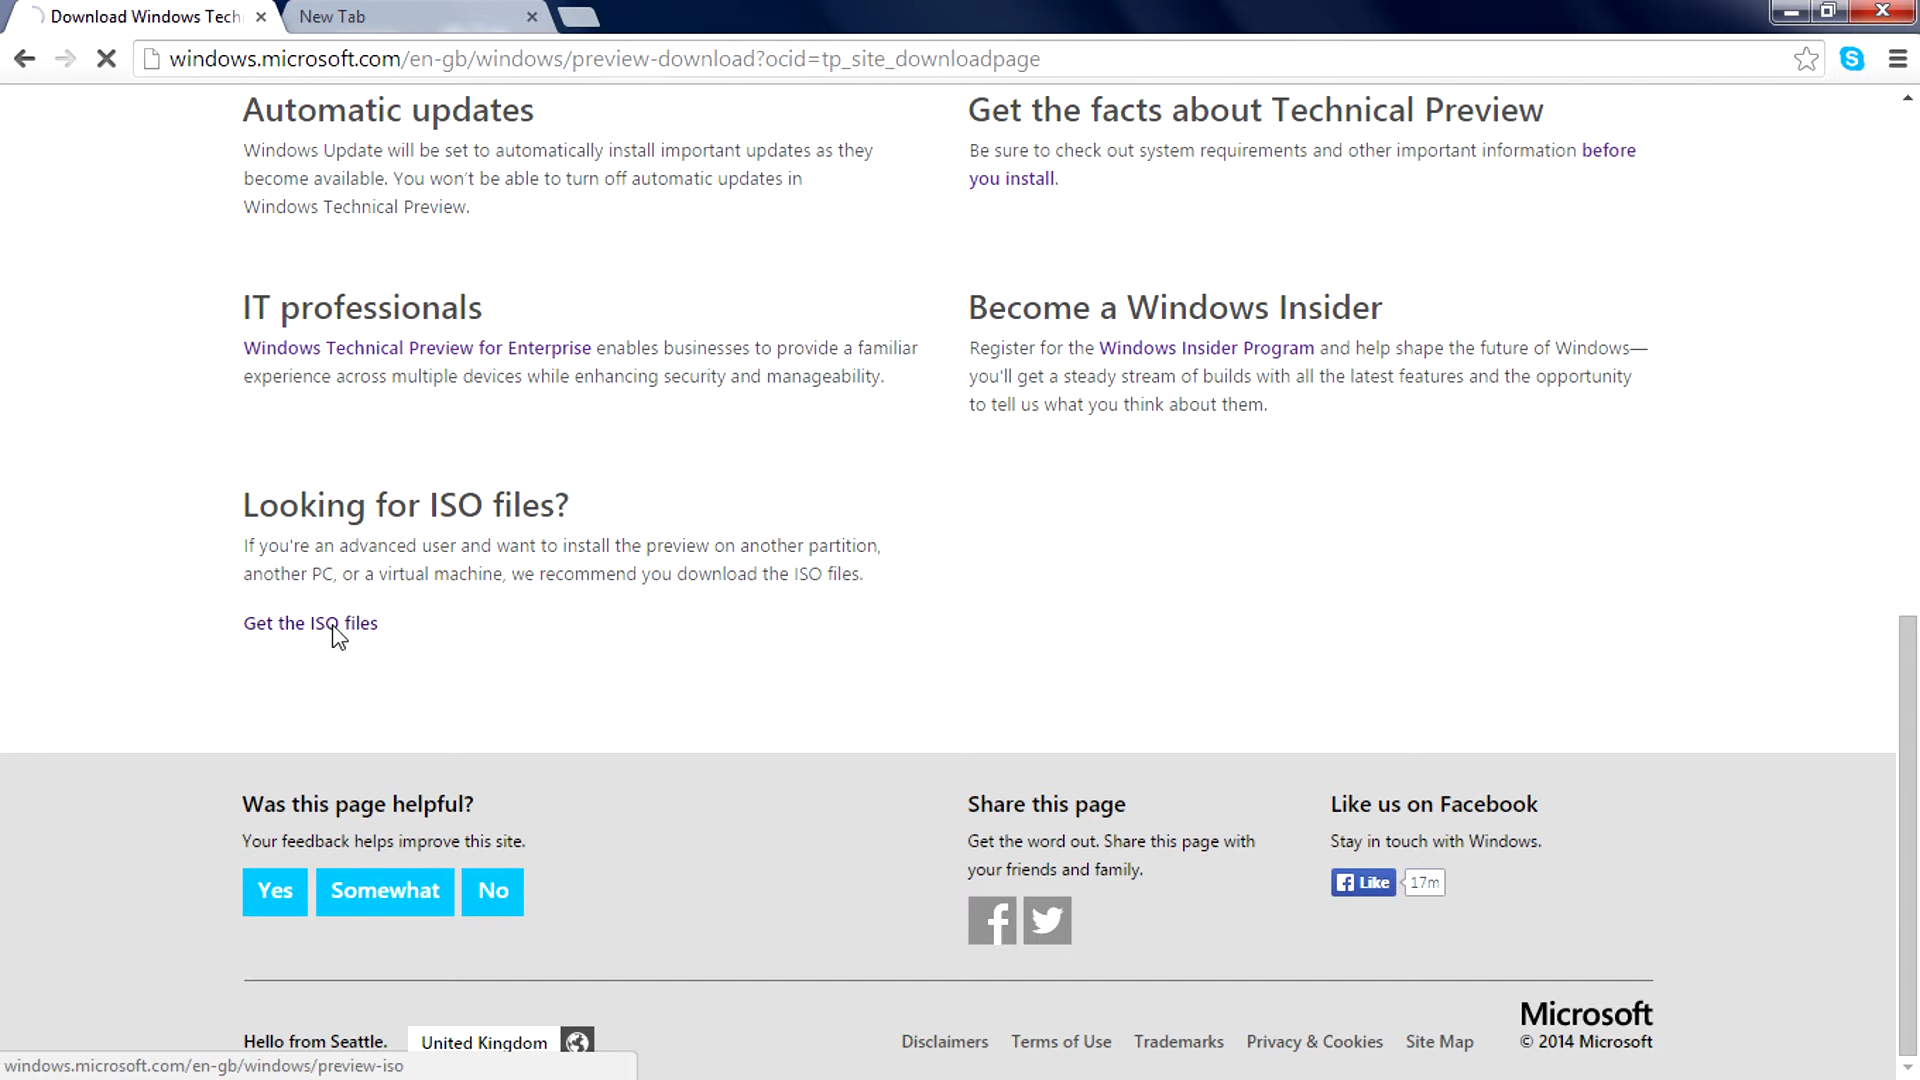 Download Windows Tech
New Tab
windows.microsoft.com/en-gb/windows/preview-download?ocid=tp_site_downloadpage
Automatic updates
Windows Update will be set to automatically install important updates as they
become available. You won't be able to turn off automatic updates in
Windows Technical Preview.
Get the facts about Technical Preview
Be sure to check out system requirements and other important information before
you install.
IT professionals
Windows Technical Preview for Enterprise enables businesses to provide a familiar
experience across multiple devices while enhancing security and manageability.
Become a Windows Insider
Register for the Windows Insider Program and help shape the future of Windows—
you'll get a steady stream of builds with all the latest features and the opportunity
to tell us what you think about them.
Looking for ISO files?
If you're an advanced user and want to install the preview on another partition,
another PC, or a virtual machine, we recommend you download the ISO files.
Get the ISO files
Was this page helpful?
Your feedback helps improve this site.
Yes
Somewhat
No
Share this page
Get the word out. Share this page with
your friends and family.
Like us on Facebook
Stay in touch with Windows.
Like
17m
Hello from Seattle.
United Kingdom
Disclaimers
Terms of Use
Trademarks
Privacy & Cookies
Site Map
Microsoft
© 2014 Microsoft
windows.microsoft.com/en-gb/windows/preview-iso